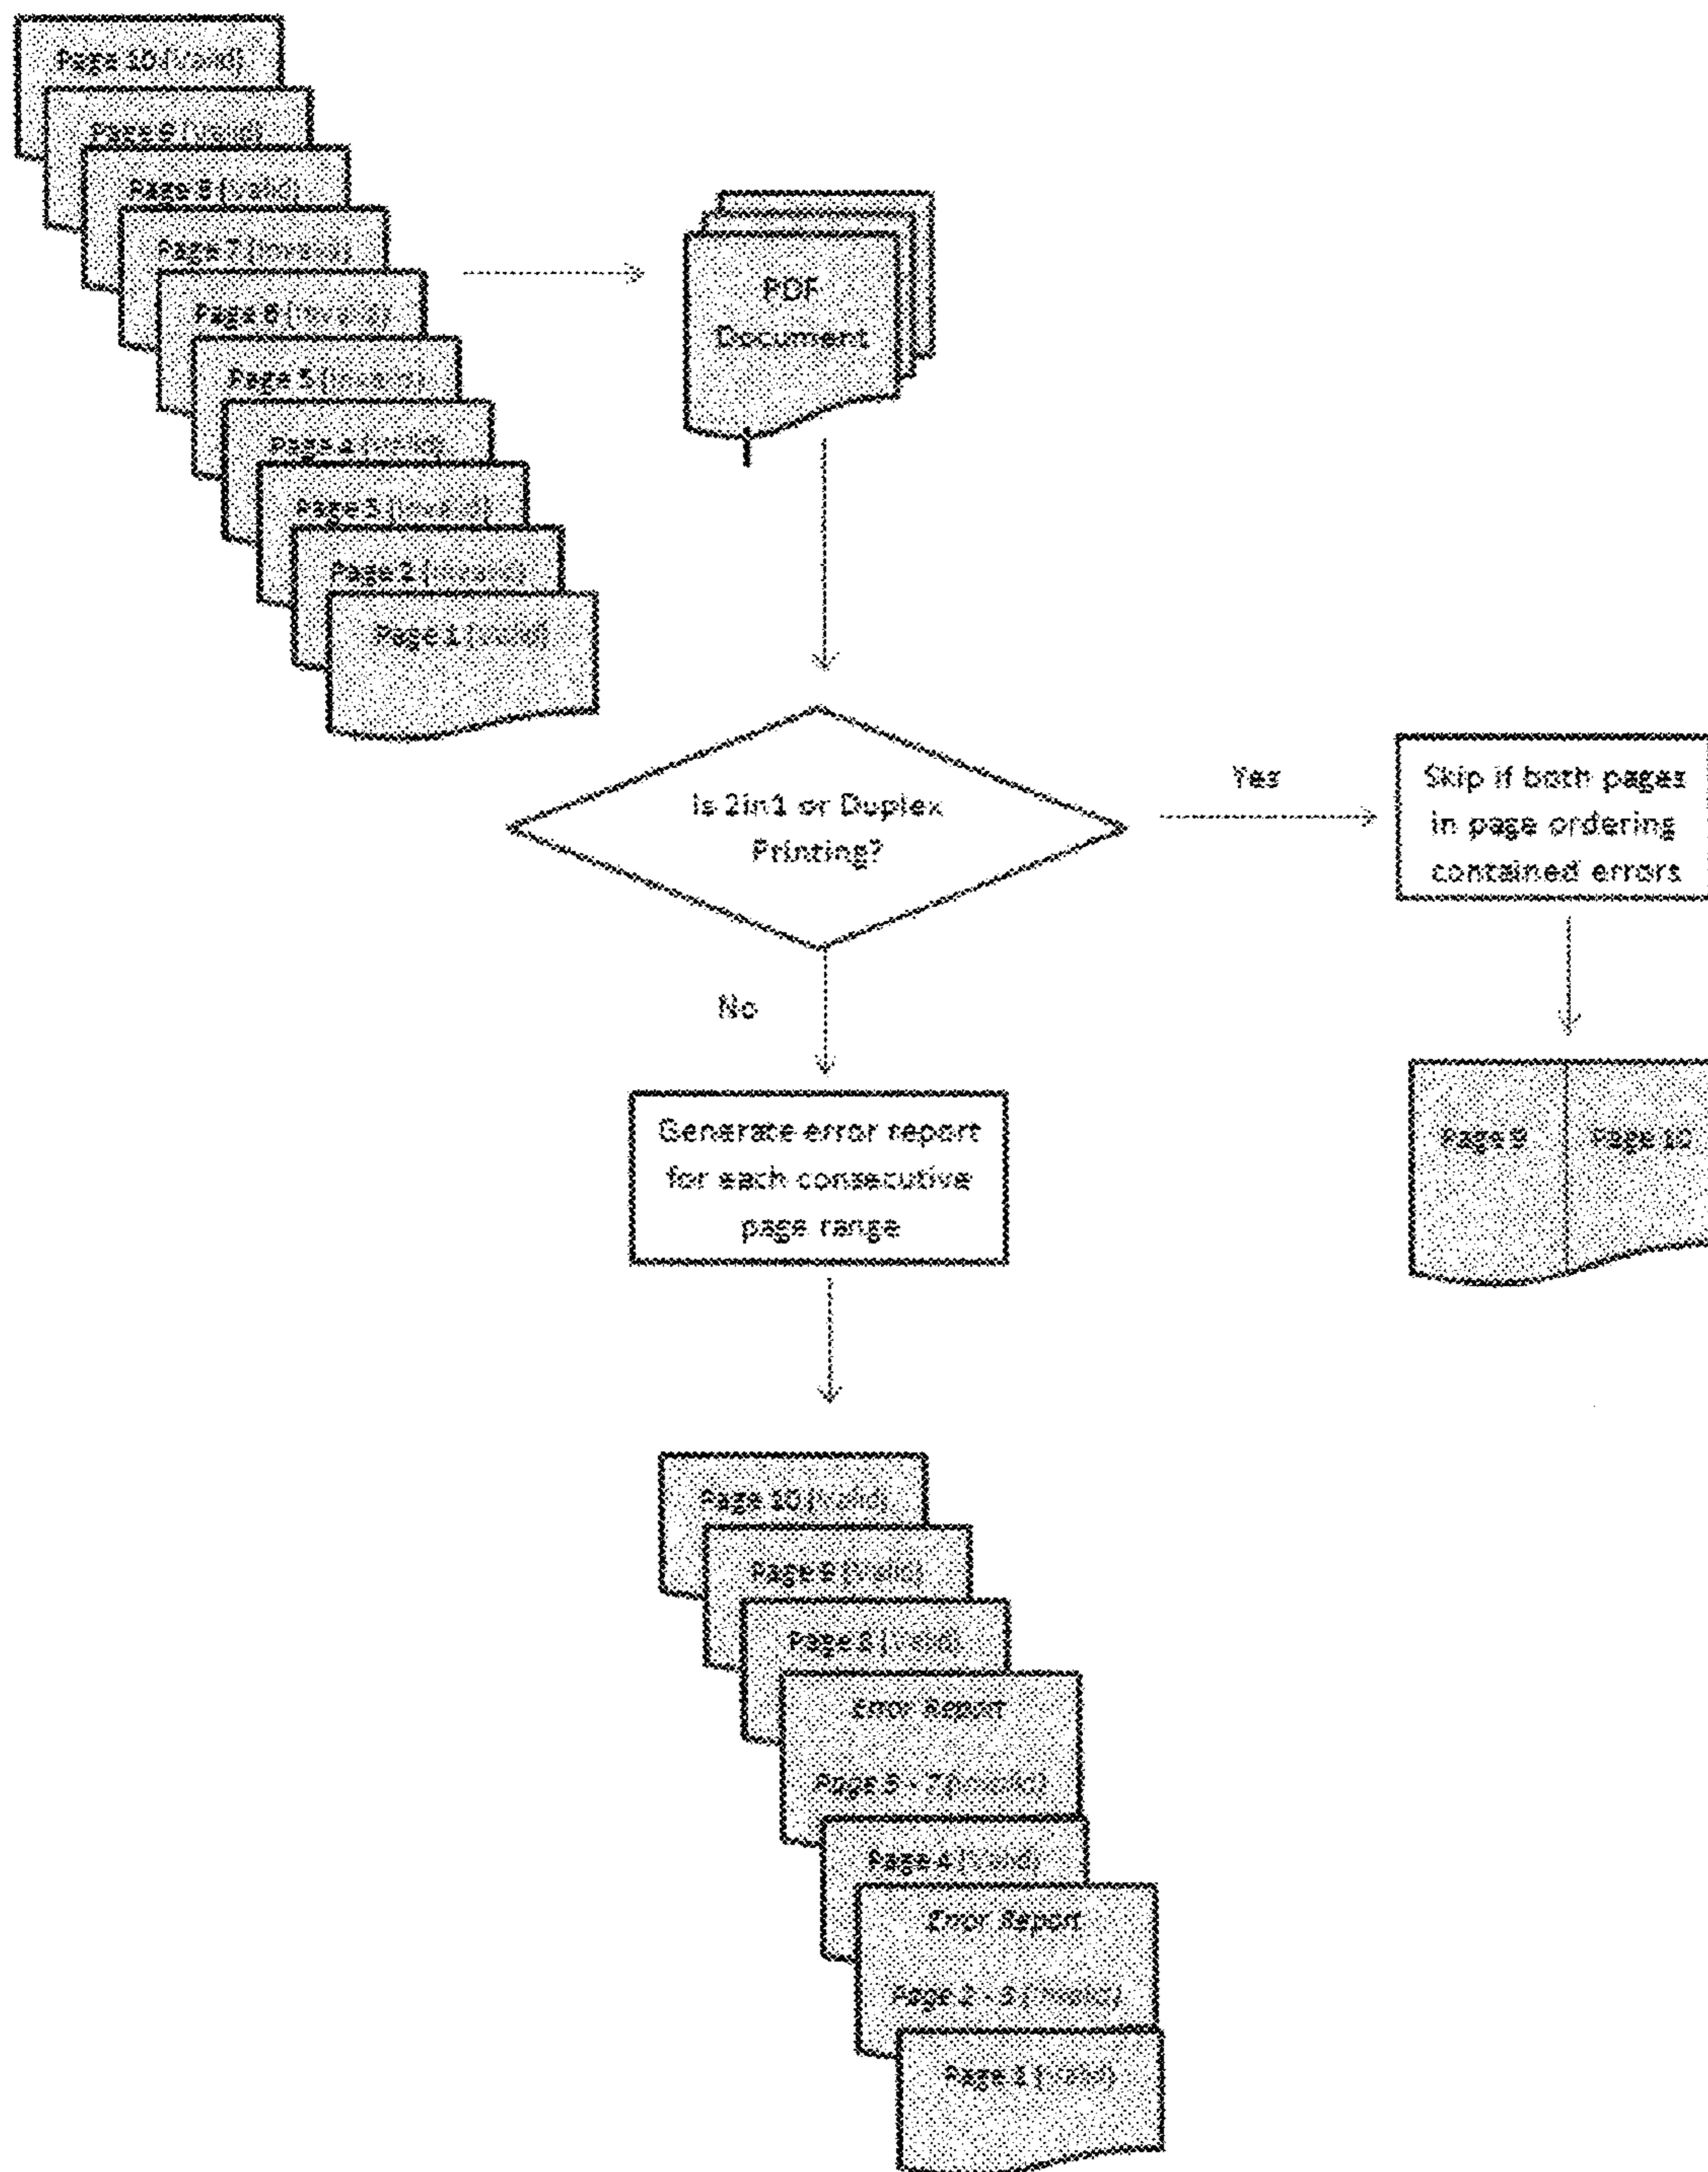 Page 10 (Valid)
Page 9 (Valid)
Page 8 (Valid)
Page 7 (Invalid)
Page 6 (Invalid)
Page 5 (Invalid)
Page 4 (Valid)
Page 3 (Invalid)
Page 2 (Invalid)
Page 1 (Valid)
PDF
Document
Is 2in1 or Duplex
Printing?
Yes
Skip if both pages
in page ordering
contained errors
Page 9
Page 10
No
Generate error report
for each consecutive
page range
Page 10 (Valid)
Page 9 (Valid)
Page 8 (Valid)
Error Report
Page 5 - 7 (Invalid)
Page 4 (Valid)
Error Report
Page 2 - 3 (Invalid)
Page 1 (Valid)